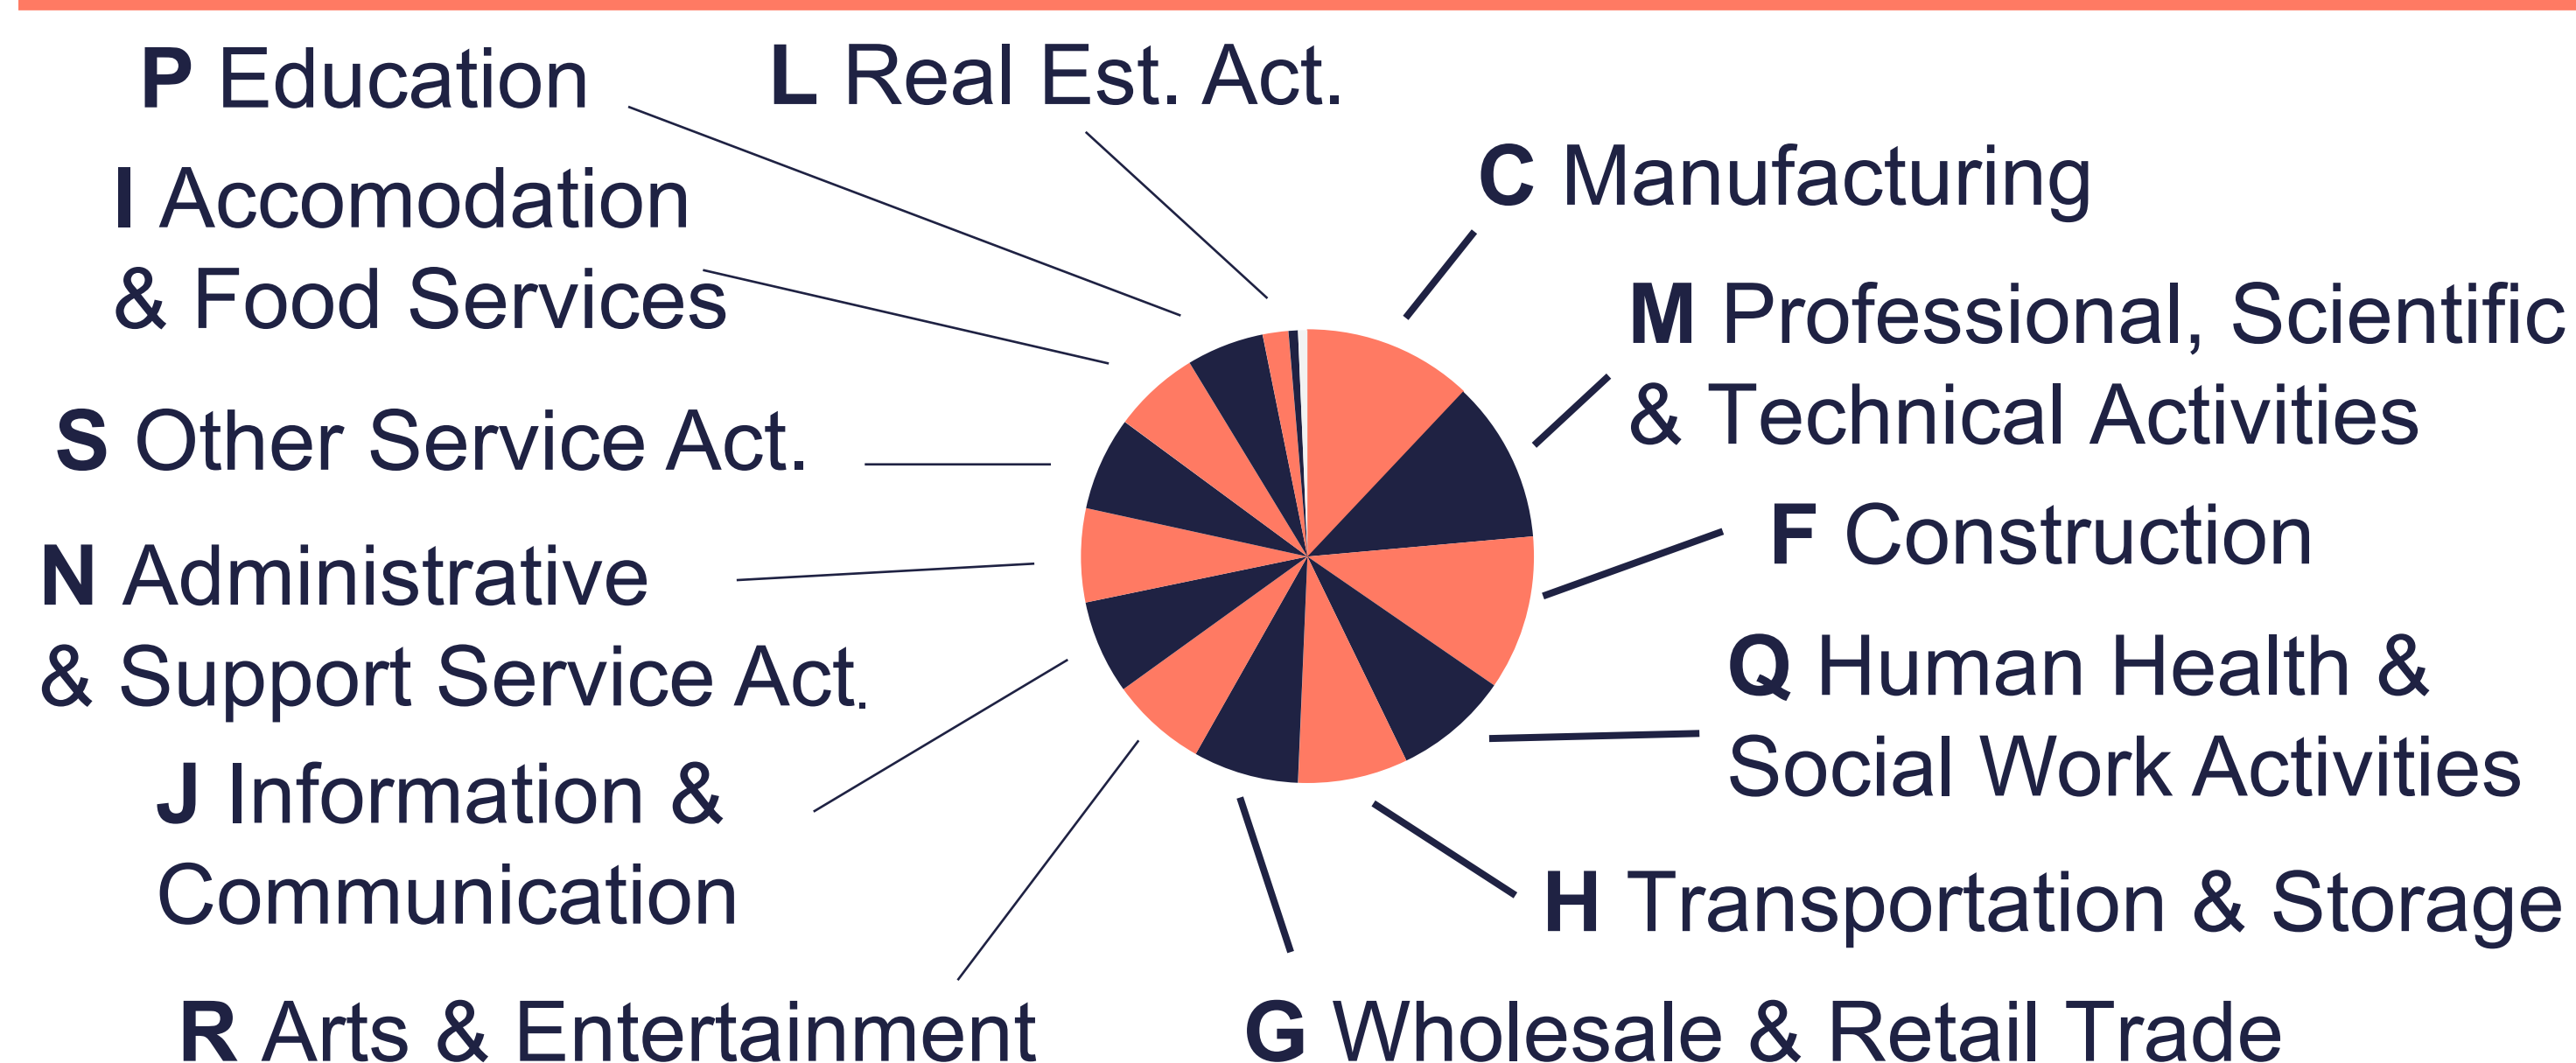 P Education
L Real Est. Act.
C Manufacturing
I Accomodation
& Food Services
M Professional, Scientific
& Technical Activities
S Other Service Act.
F Construction
N Administrative
& Support Service Act.
Q Human Health &
Social Work Activities
J Information &
Communication
H Transportation & Storage
R Arts & Entertainment
G Wholesale & Retail Trade